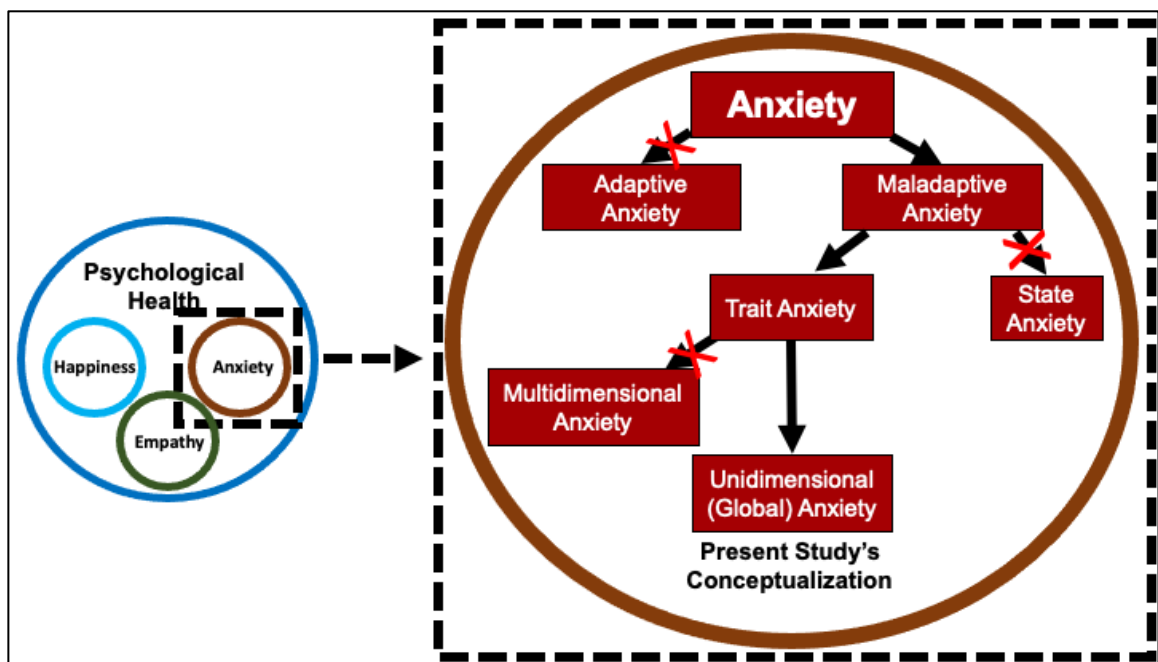 Psychological
Health
Happiness
Anxiety
Empathy
Anxiety
Adaptive
Anxiety
Maladaptive
Anxiety
Trait Anxiety
State
Anxiety
Multidimensional
Anxiety
Unidimensional
(Global) Anxiety
Present Study's
Conceptualization